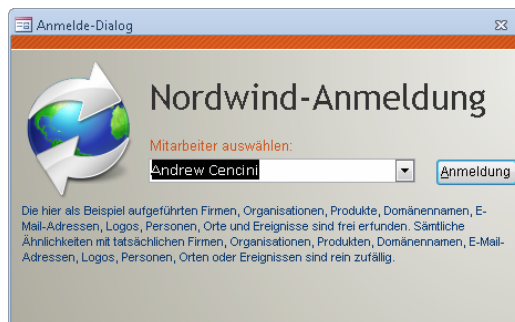 Anmelde-Dialog
Nordwind-Anmeldung
Mitarbeiter auswählen:
Andrew Cencini
Anmeldung
Die hier als Beispiel aufgeführten Firmen, Organisationen, Produkte, Domänennamen, E-
Mail-Adressen, Logos, Personen, Orte und Ereignisse sind frei erfunden. Sämtliche
Ähnlichkeiten mit tatsächlichen Firmen, Organisationen, Produkten, Domänennamen, E-Mail-
Adressen, Logos, Personen, Orten oder Ereignissen sind rein zufällig.